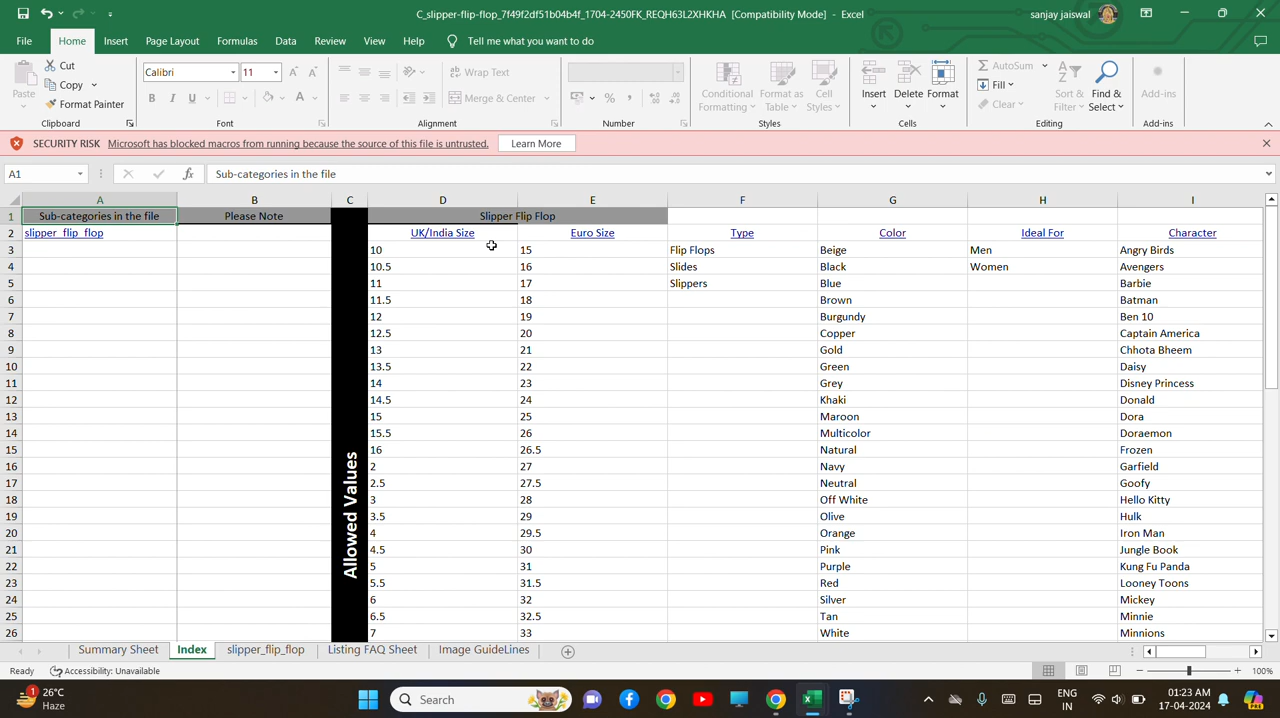 C_slipper-flip-flop_7f49f2df51b04b4f_1704-2450FK_REQH63L2XHKHA [Compatibility Mode] - Excel
sanjay jaiswal
File Home Insert Page Layout Formulas Data Review View Help Tell me what you want to do
Paste Cut Copy Format Painter Clipboard
Calibri 11 B I U Font
Wrap Text Merge & Center Alignment
Number
Conditional Formatting Format as Table Cell Styles Styles
Insert Delete Format Cells
AutoSum Fill Clear Sort & Filter Find & Select Editing
Add-ins Add-ins
SECURITY RISK Microsoft has blocked macros from running because the source of this file is untrusted. Learn More
A1 fx Sub-categories in the file
A B C D E F G H I
1 Sub-categories in the file Please Note Slipper Flip Flop
2 slipper_flip_flop UK/India Size Euro Size Type Color Ideal For Character
3 10 15 Flip Flops Beige Men Angry Birds
4 10.5 16 Slides Black Women Avengers
5 11 17 Slippers Blue Barbie
6 11.5 18 Brown Batman
7 12 19 Burgundy Ben 10
8 12.5 20 Copper Captain America
9 13 21 Gold Chhota Bheem
10 13.5 22 Green Daisy
11 14 23 Grey Disney Princess
12 14.5 24 Khaki Donald
13 15 25 Maroon Dora
14 15.5 26 Multicolor Doraemon
15 16 26.5 Natural Frozen
16 2 27 Navy Garfield
17 2.5 27.5 Neutral Goofy
18 3 28 Off White Hello Kitty
19 3.5 29 Olive Hulk
20 4 29.5 Orange Iron Man
21 4.5 30 Pink Jungle Book
22 5 31 Purple Kung Fu Panda
23 5.5 31.5 Red Looney Toons
24 6 32 Silver Mickey
25 6.5 32.5 Tan Minnie
26 7 33 White Minnions
Allowed Values
Summary Sheet Index slipper_flip_flop Listing FAQ Sheet Image GuideLines
Ready Accessibility: Unavailable 100%
1 26°C Haze
Search
ENG IN
01:23 AM
17-04-2024